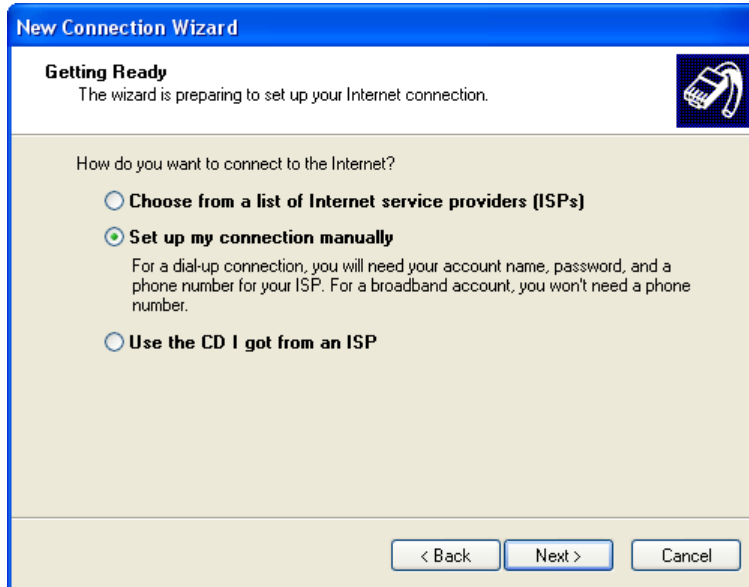 New Connection Wizard
Getting Ready
The wizard is preparing to set up your Internet connection.
How do you want to connect to the Internet?
Choose from a list of Internet service providers (ISPs)
Set up my connection manually
For a dial-up connection, you will need your account name, password, and a
phone number for your ISP. For a broadband account, you won't need a phone
number.
Use the CD I got from an ISP
< Back Next > Cancel